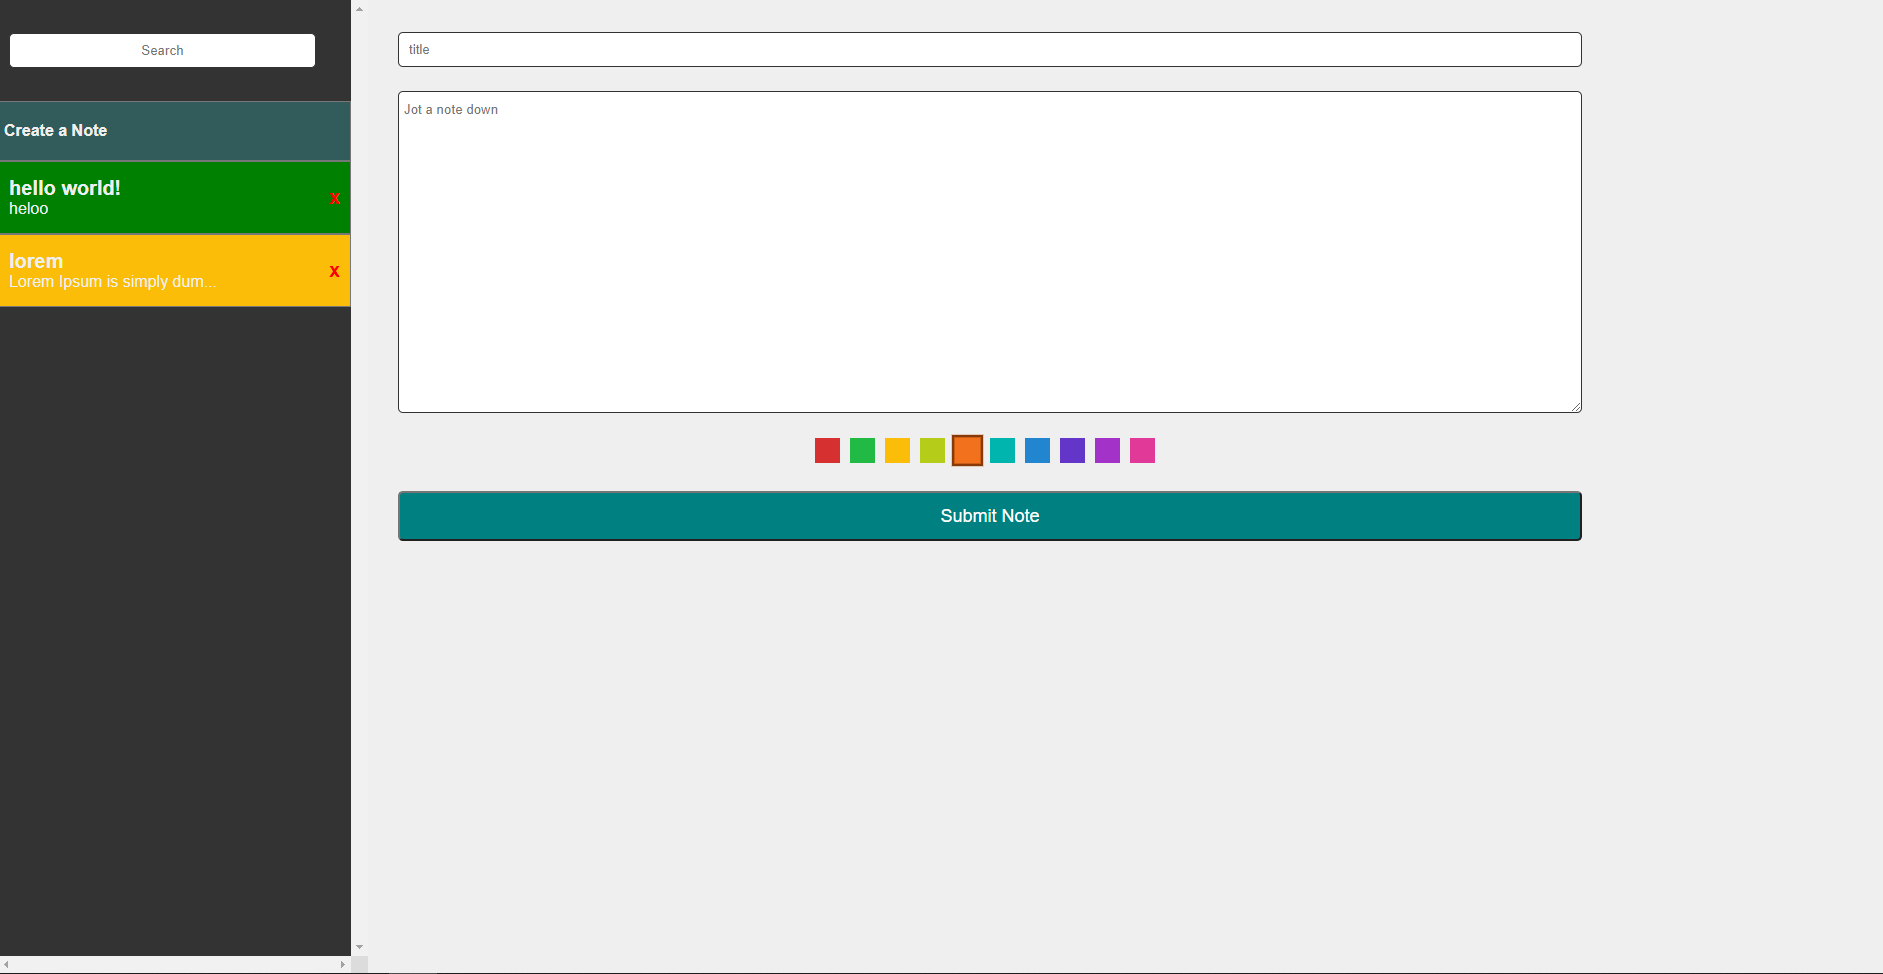 Search
Create a Note
hello world!
heloo
x
lorem
Lorem Ipsum is simply dum...
x
title
Jot a note down
Submit Note